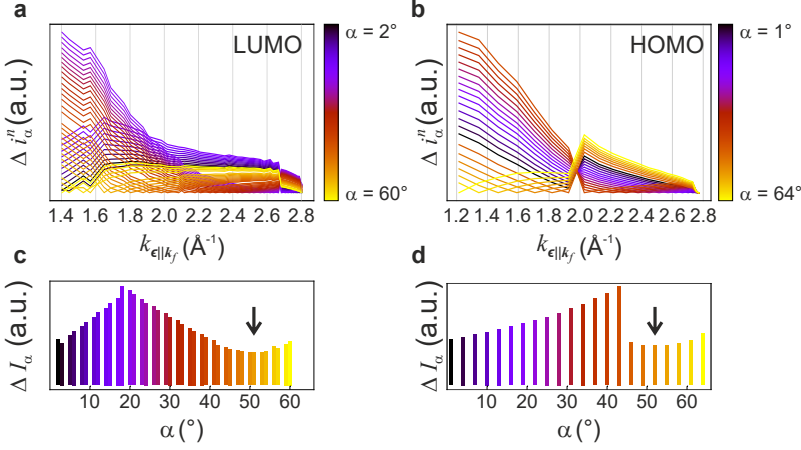 a
LUMO
Δ iₐⁿ (a.u.)
1.4 1.6 1.8 2.0 2.2 2.4 2.6 2.8
k_ϵ||k_f (Å⁻¹)
α = 2°
α = 60°
b
HOMO
Δ iₐⁿ (a.u.)
1.2 1.4 1.6 1.8 2.0 2.2 2.4 2.6 2.8
k_ϵ||k_f (Å⁻¹)
α = 1°
α = 64°
c
Δ I_α (a.u.)
10 20 30 40 50 60
α (°)
d
Δ I_α (a.u.)
10 20 30 40 50 60
α (°)